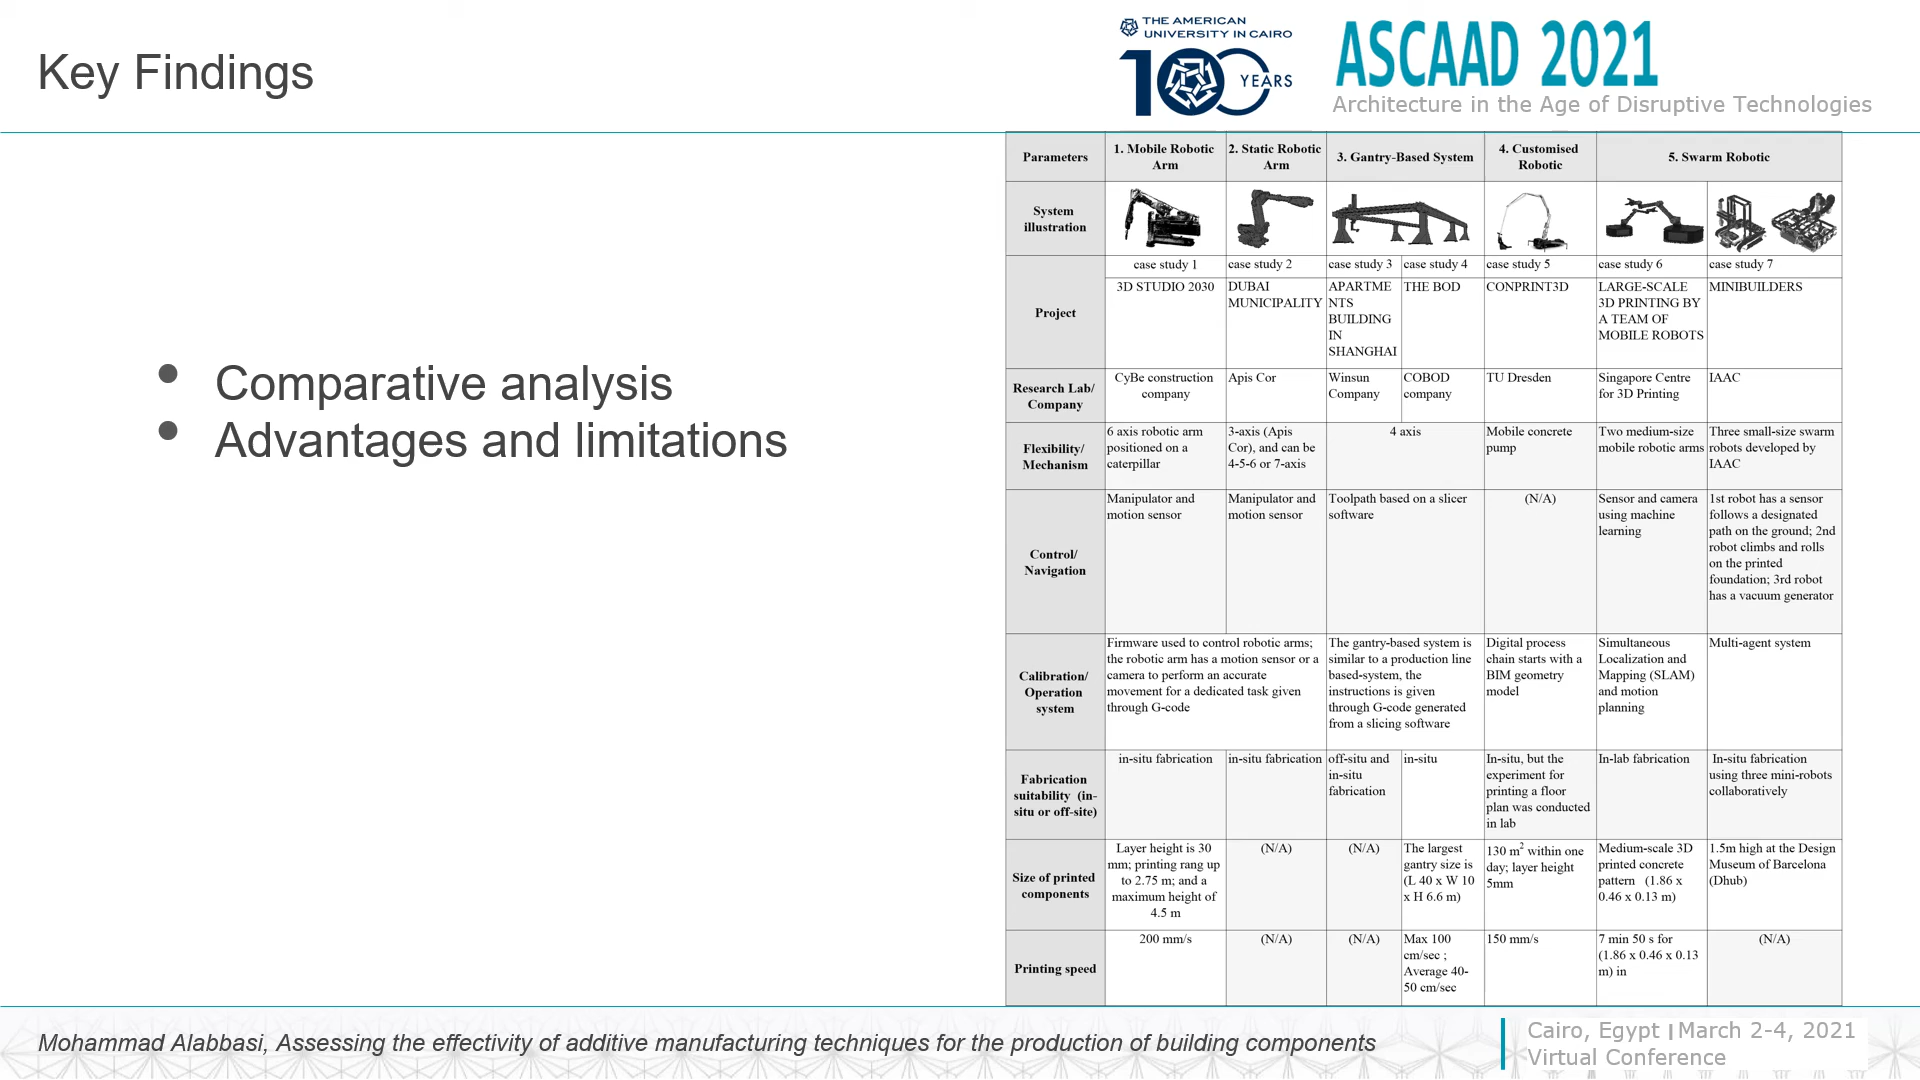 Key Findings
THE AMERICAN
UNIVERSITY IN CAIRO
100 YEARS
ASCAAD 2021
Architecture in the Age of Disruptive Technologies
• Comparative analysis
• Advantages and limitations
Parameters
1. Mobile Robotic
Arm
2. Static Robotic
Arm
3. Gantry-Based System
4. Customised
Robotic
5. Swarm Robotic
System
illustration
Project
case study 1
case study 2
case study 3
case study 4
case study 5
case study 6
case study 7
3D STUDIO 2030
DUBAI
MUNICIPALITY
APARTME
NTS
BUILDING
IN
SHANGHAI
THE BOD
CONPRINT3D
LARGE-SCALE
3D PRINTING BY
A TEAM OF
MOBILE ROBOTS
MINIBUILDERS
Research Lab/
Company
CyBe construction
company
Apis Cor
Winsun
Company
COBOD
company
TU Dresden
Singapore Centre
for 3D Printing
IAAC
Flexibility/
Mechanism
6 axis robotic arm
positioned on a
caterpillar
3-axis (Apis
Cor), and can be
4-5-6 or 7-axis
4 axis
Mobile concrete
pump
Two medium-size
mobile robotic arms
Three small-size swarm
robots developed by
IAAC
Control/
Navigation
Manipulator and
motion sensor
Manipulator and
motion sensor
Toolpath based on a slicer
software
(N/A)
Sensor and camera
using machine
learning
1st robot has a sensor
follows a designated
path on the ground; 2nd
robot climbs and rolls
on the printed
foundation; 3rd robot
has a vacuum generator
Calibration/
Operation
system
Firmware used to control robotic arms;
the robotic arm has a motion sensor or a
camera to perform an accurate
movement for a dedicated task given
through G-code
The gantry-based system is
similar to a production line
based-system, the
instructions is given
through G-code generated
from a slicing software
Digital process
chain starts with a
BIM geometry
model
Simultaneous
Localization and
Mapping (SLAM)
and motion
planning
Multi-agent system
Fabrication
suitability (in-
situ or off-site)
in-situ fabrication
in-situ fabrication
off-situ and
in-situ
fabrication
in-situ
In-situ, but the
experiment for
printing a floor
plan was conducted
in lab
In-lab fabrication
In-situ fabrication
using three mini-robots
collaboratively
Size of printed
components
Layer height is 30
mm; printing rang up
to 2.75 m; and a
maximum height of
4.5 m
(N/A)
(N/A)
The largest
gantry size is
(L 40 x W 10
x H 6.6 m)
130 m² within one
day; layer height
5mm
Medium-scale 3D
printed concrete
pattern (1.86 x
0.46 x 0.13 m)
1.5m high at the Design
Museum of Barcelona
(Dhub)
Printing speed
200 mm/s
(N/A)
(N/A)
Max 100
cm/sec ;
Average 40-
50 cm/sec
150 mm/s
7 min 50 s for
(1.86 x 0.46 x 0.13
m) in
(N/A)
Mohammad Alabbasi, Assessing the effectivity of additive manufacturing techniques for the production of building components
Cairo, Egypt | March 2-4, 2021
Virtual Conference